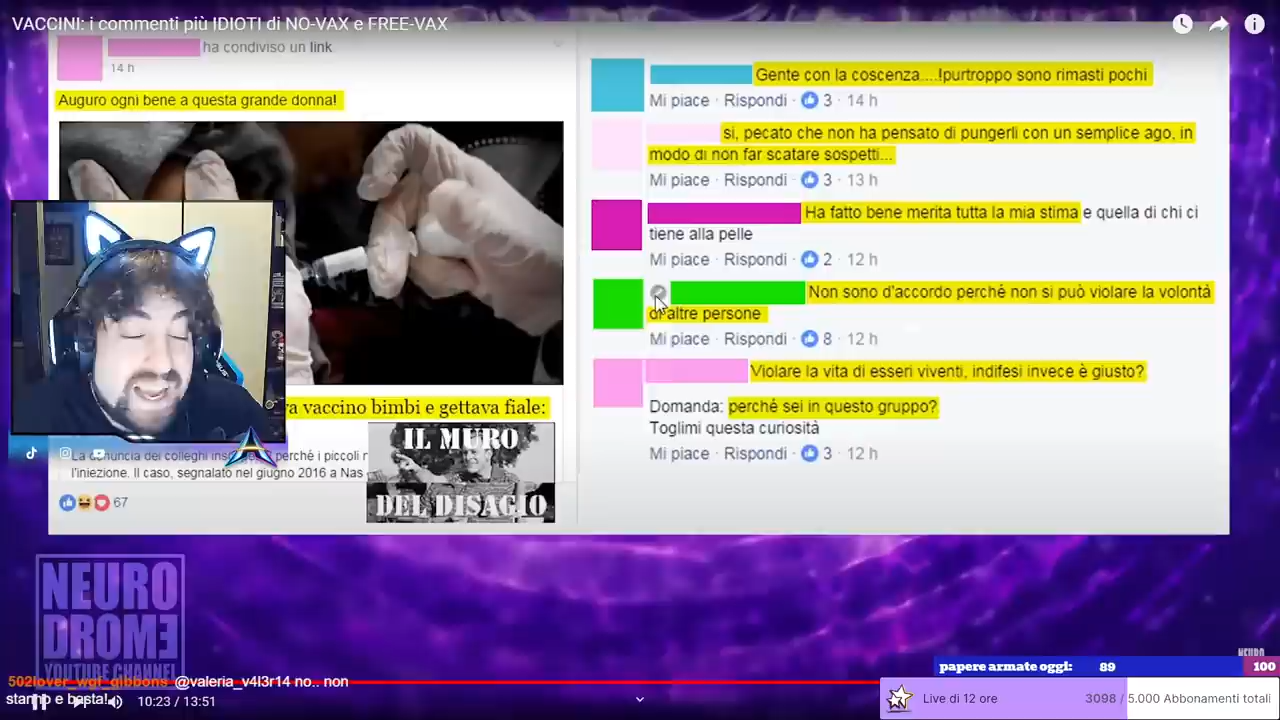 VACCINI: i commenti più IDIOTI di NO-VAX e FREE-VAX
ha condiviso un link
14 h
Auguro ogni bene a questa grande donna!
va vaccino bimbi e gettava fiale:
La denuncia dei colleghi perché i piccoli
l'iniezione. Il caso, segnalato nel giugno 2016 a
IL MURO
DEL DISAGIO
67
Gente con la coscenza....!purtroppo sono rimasti pochi
Mi piace · Rispondi · 3 · 14 h
si, pecato che non ha pensato di pungerli con un semplice ago, in
modo di non far scatare sospetti...
Mi piace · Rispondi · 3 · 13 h
Ha fatto bene merita tutta la mia stima e quella di chi ci
tiene alla pelle
Mi piace · Rispondi · 2 · 12 h
Non sono d'accordo perchè non si può violare la volontà
di altre persone
Mi piace · Rispondi · 8 · 12 h
Violare la vita di esseri viventi, indifesi invece è giusto?
Domanda: perchè sei in questo gruppo?
Toglimi questa curiosità
Mi piace · Rispondi · 3 · 12 h
NEURO
DROME
YOUTUBE CHANNEL
NEURO
502lover_wgf_gibbons @valeria_v4l3r14 no.. non
stampo e basta!
10:23 / 13:51
papere armate oggi: 89 100
Live di 12 ore 3098 / 5.000 Abbonamenti totali